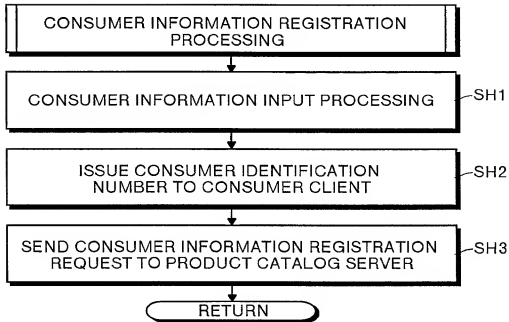 CONSUMER INFORMATION REGISTRATION
PROCESSING
CONSUMER INFORMATION INPUT PROCESSING
SH1
ISSUE CONSUMER IDENTIFICATION
NUMBER TO CONSUMER CLIENT
SH2
SEND CONSUMER INFORMATION REGISTRATION
REQUEST TO PRODUCT CATALOG SERVER
SH3
RETURN